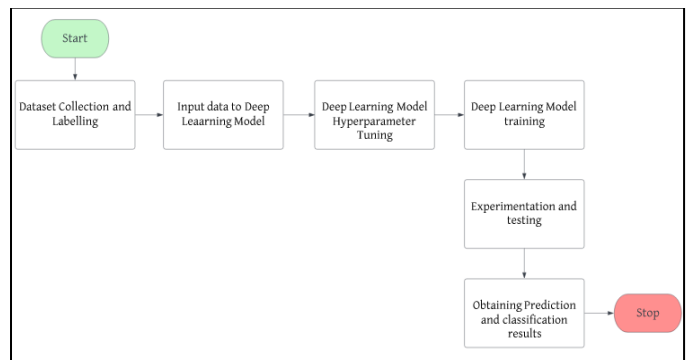 Start
Dataset Collection and
Labelling
Input data to Deep
Leaarning Model
Deep Learning Model
Hyperparameter
Tuning
Deep Learning Model
training
Experimentation and
testing
Obtaining Prediction
and classification
results
Stop